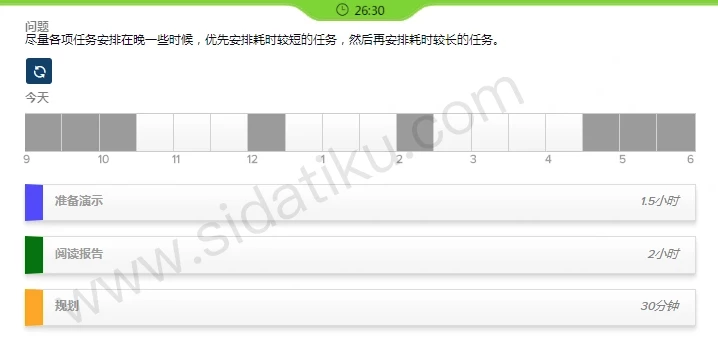 26:30
问题
尽量各项任务安排在晚一些时候，优先安排耗时较短的任务，然后再安排耗时较长的任务。
今天
9 10 11 12 1 2 3 4 5 6
准备演示 1.5小时
阅读报告 2小时
规划 30分钟
www.sidatiku.com